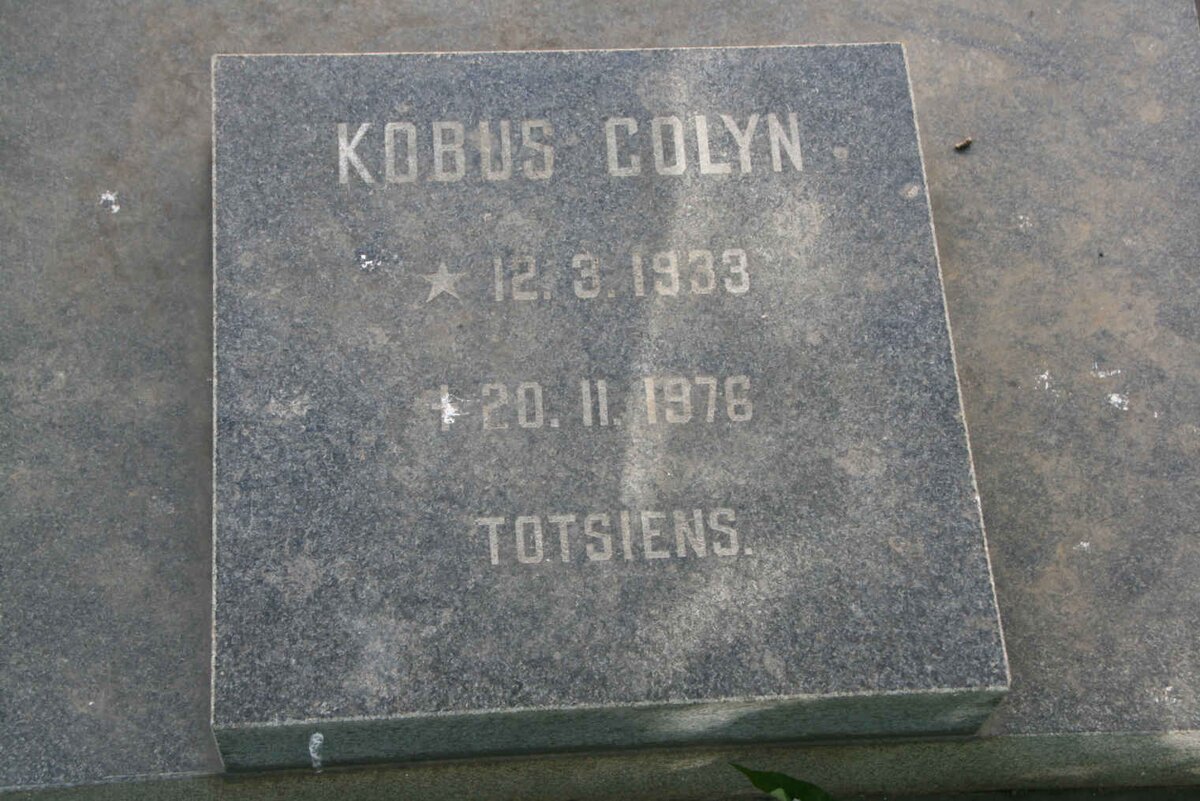 KOBUS COLYN
★ 12. 3. 1933
✝ 20. 11. 1976
TOTSIENS.